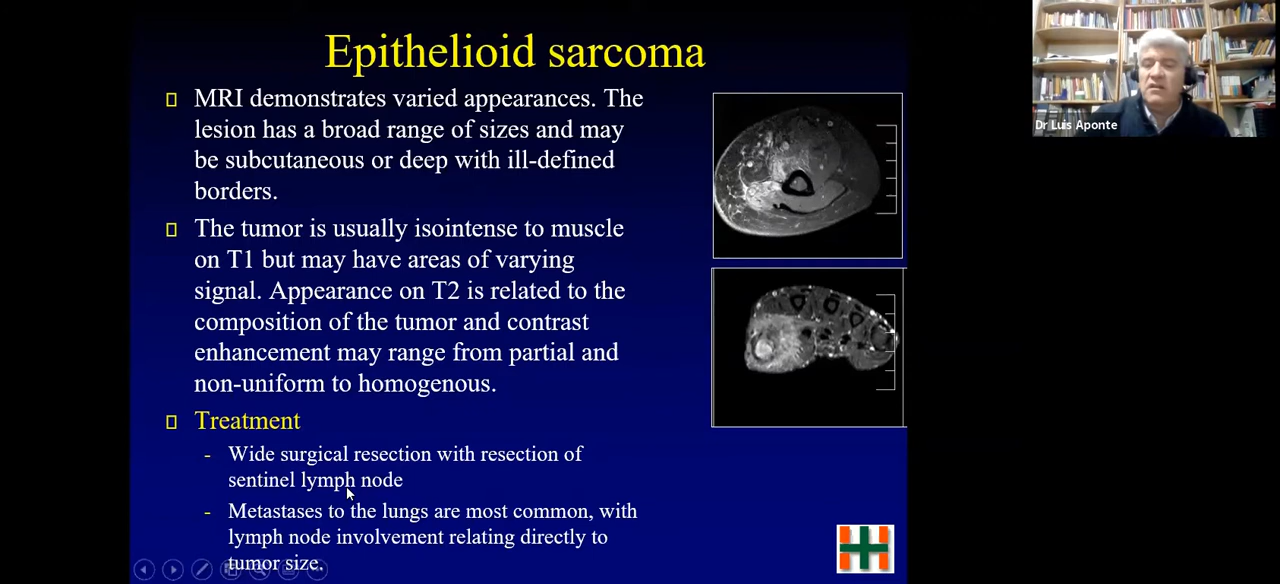 Epithelioid sarcoma
MRI demonstrates varied appearances. The
lesion has a broad range of sizes and may
be subcutaneous or deep with ill-defined
borders.
The tumor is usually isointense to muscle
on T1 but may have areas of varying
signal. Appearance on T2 is related to the
composition of the tumor and contrast
enhancement may range from partial and
non-uniform to homogenous.
Treatment
- Wide surgical resection with resection of
sentinel lymph node
- Metastases to the lungs are most common, with
lymph node involvement relating directly to
tumor size.
Dr Luis Aponte